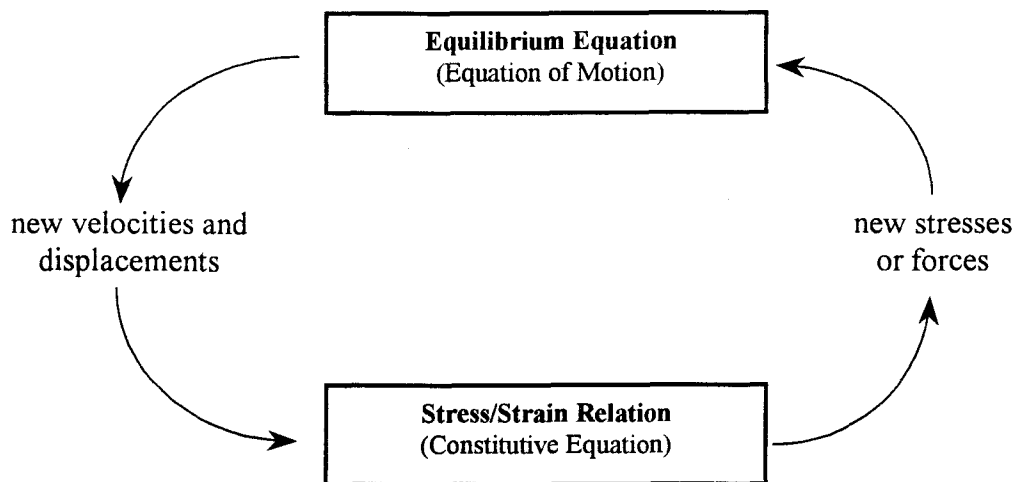 Equilibrium Equation
(Equation of Motion)
new velocities and
displacements
new stresses
or forces
Stress/Strain Relation
(Constitutive Equation)